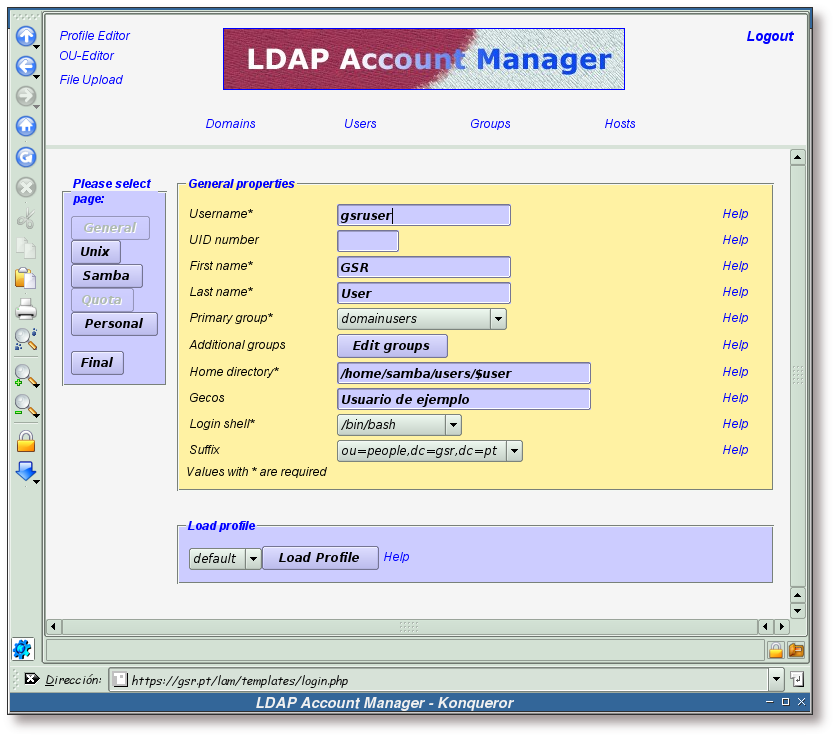 Profile Editor
OU-Editor
File Upload
LDAP Account Manager
Logout
Domains Users Groups Hosts
Please select page:
General
Unix
Samba
Quota
Personal
Final
General properties
Username* gsruser Help
UID number Help
First name* GSR Help
Last name* User Help
Primary group* domainusers Help
Additional groups Edit groups Help
Home directory* /home/samba/users/$user Help
Gecos Usuario de ejemplo Help
Login shell* /bin/bash Help
Suffix ou=people,dc=gsr,dc=pt Help
Values with * are required
Load profile
default Load Profile Help
Dirección: https://gsr.pt/lam/templates/login.php
LDAP Account Manager - Konqueror